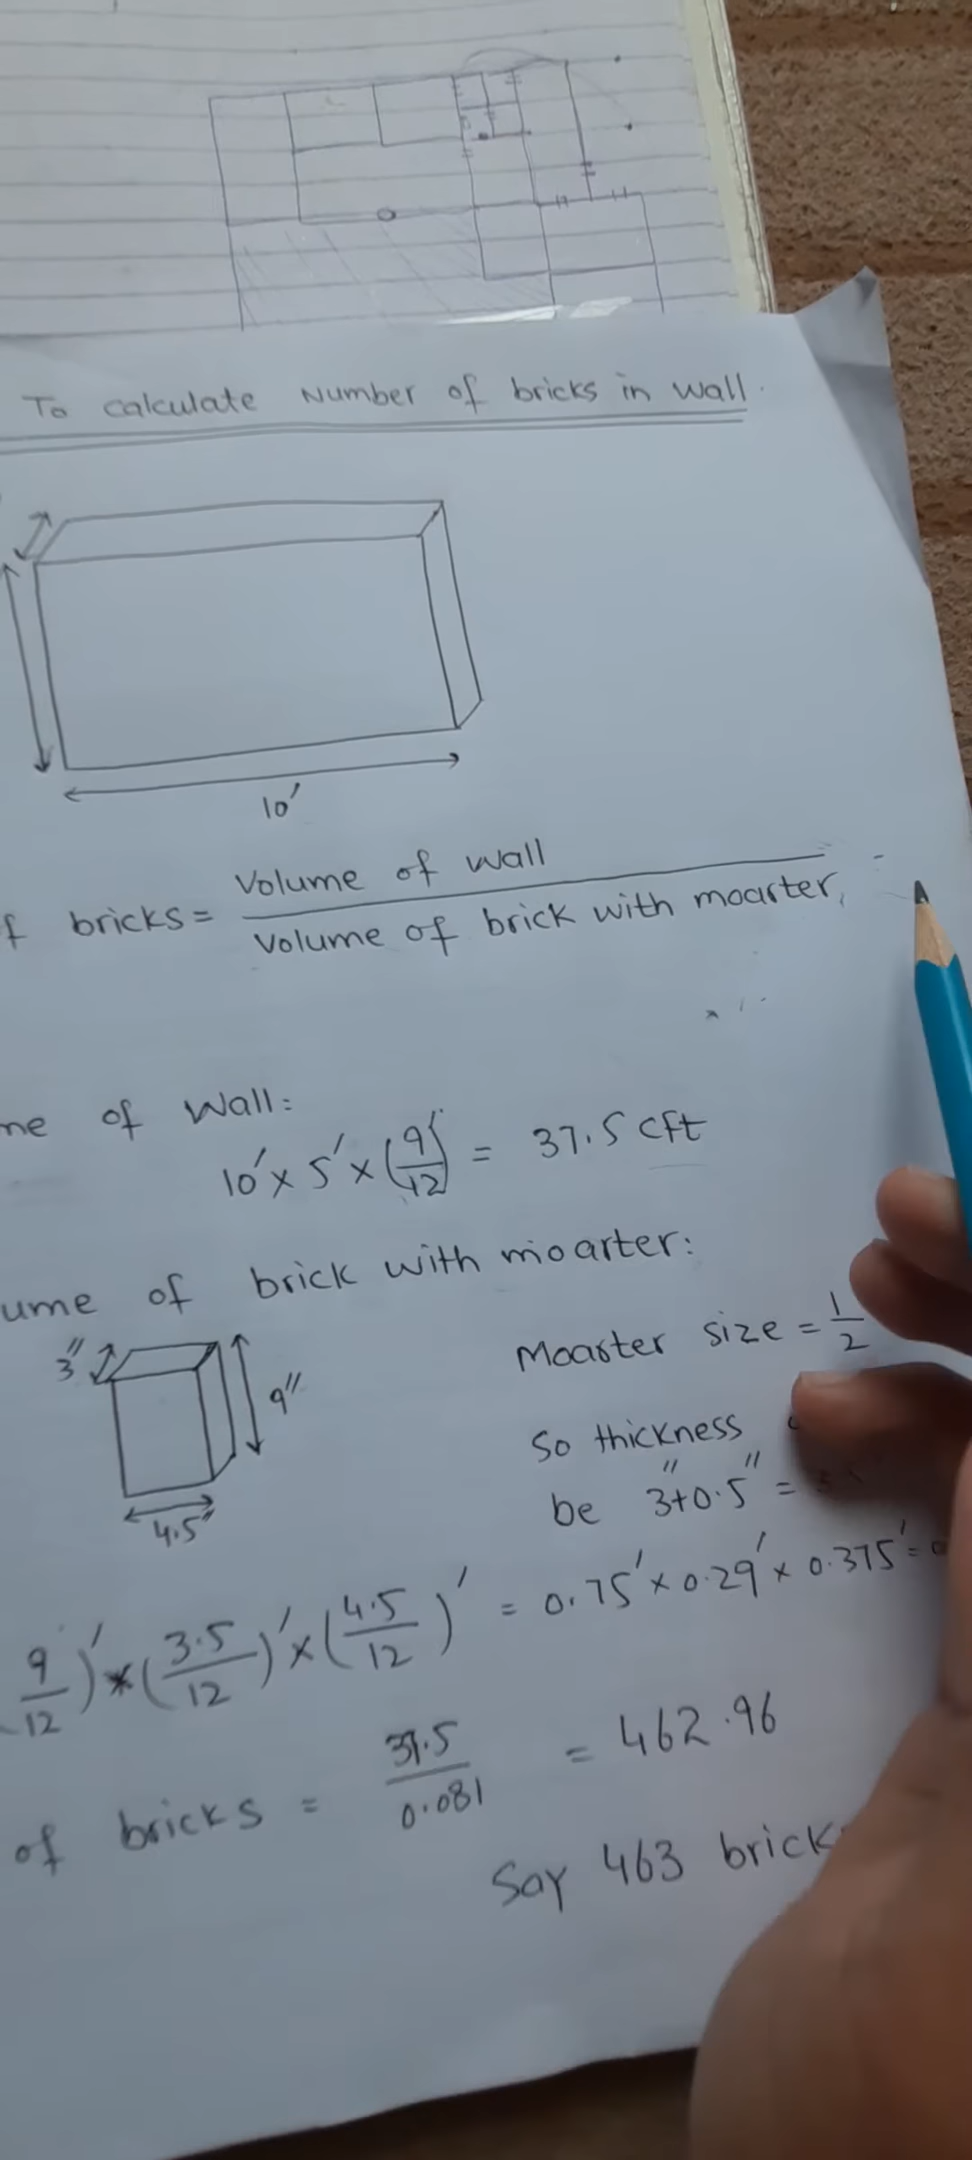 To calculate Number of bricks in wall.
10'
bricks = Volume of Wall
Volume of brick with moarter,
of Wall:
10' x 5' x (9/12)' = 37.5 cft
of brick with moarter:
3"
9"
4.5"
Moarter size = 1/2
So thickness
be 3"+0.5" =
9/12)' x (3.5/12)' x (4.5/12)' = 0.75' x 0.29' x 0.375' =
of bricks = 37.5/0.081 = 462.96
Say 463 brick